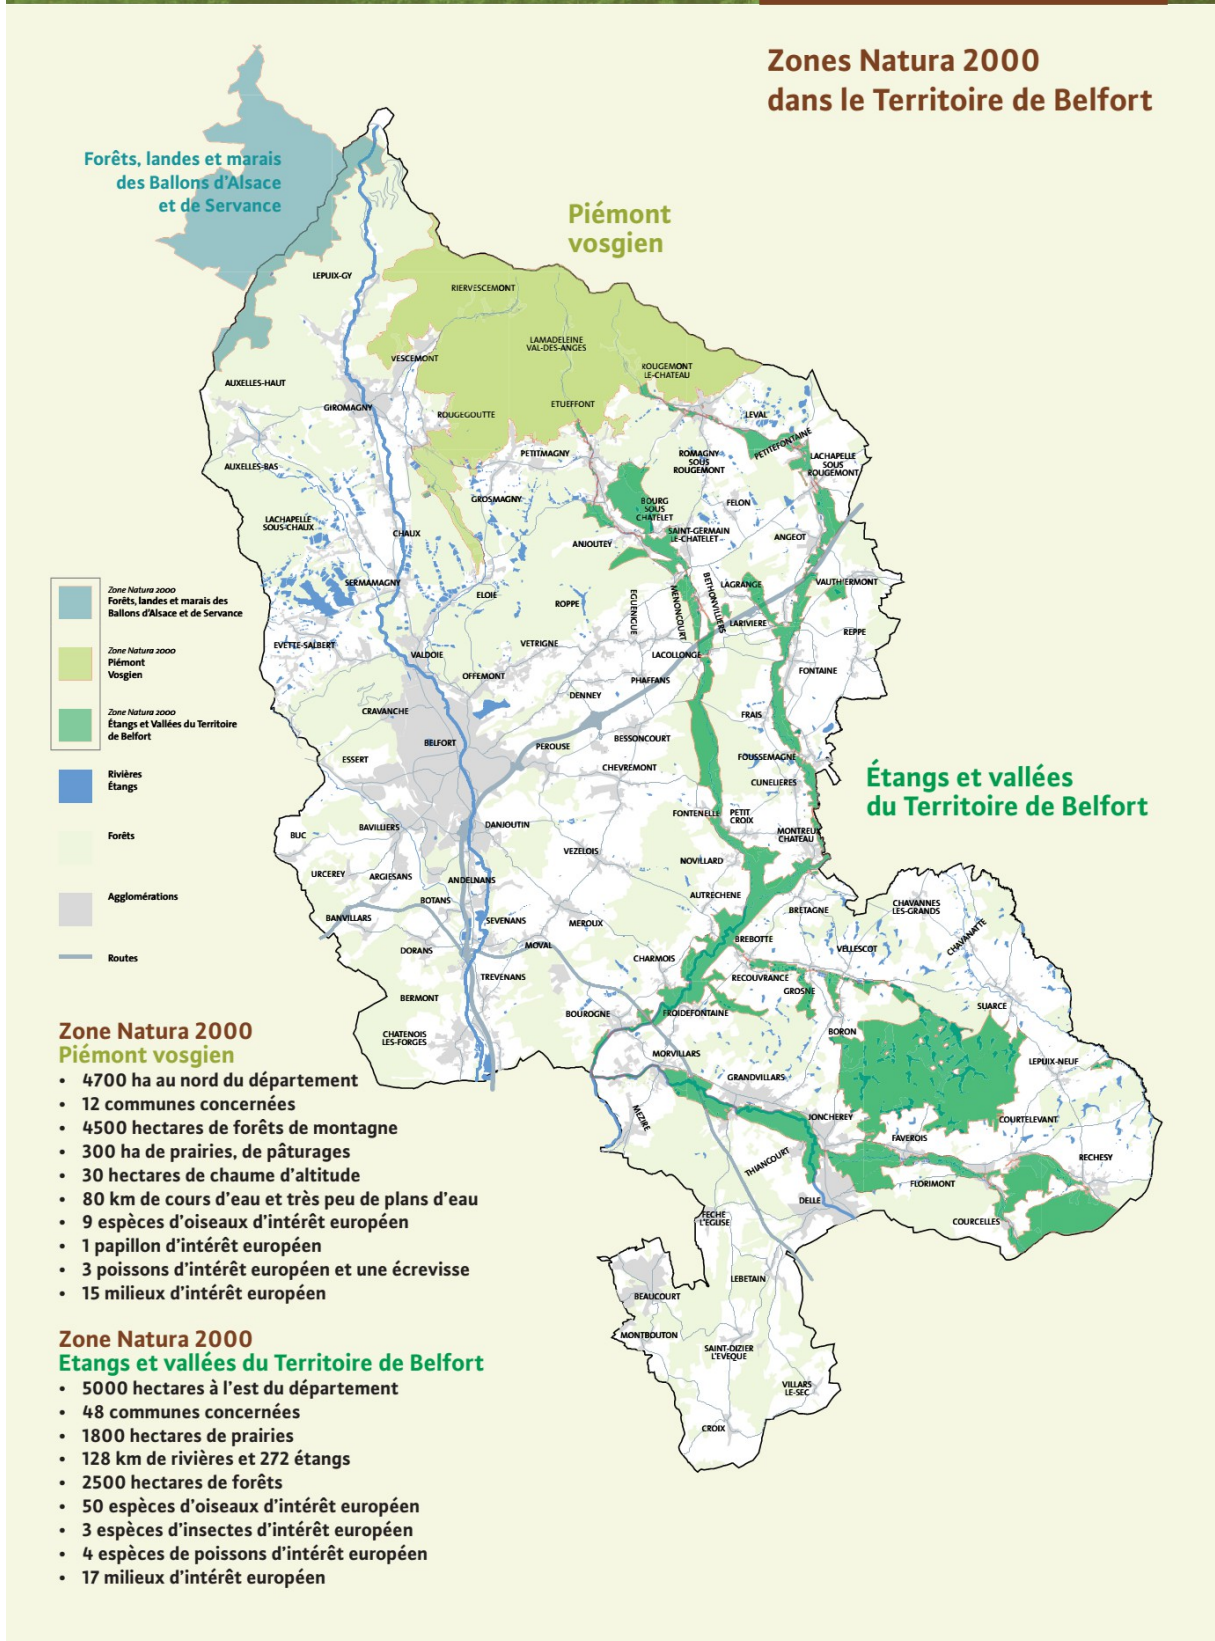 Zones Natura 2000
dans le Territoire de Belfort
Forêts, landes et marais
des Ballons d'Alsace
et de Servance
Piémont
vosgien
LEPUIX-GY
RIERVESCEMONT
LAMADELEINE
VAL-DES-ANGES
VESCEMONT
ROUGEMONT
LE-CHATEAU
AUXELLES-HAUT
GIROMAGNY
ROUGEGOUTTE
ETUEFFONT
LEVAL
PETITEFONTAINE
PETITMAGNY
ROMAGNY
SOUS
ROUGEMONT
LACHAPELLE
SOUS
ROUGEMONT
AUXELLES-BAS
GROSMAGNY
BOURG
SOUS
CHATELET
FELON
LACHAPELLE
SOUS-CHAUX
CHAUX
SAINT-GERMAIN
LE-CHATELET
ANGEOT
ANJOUTEY
SERMAMAGNY
ELOIE
ROPPE
EGUENIGUE
MENONCOURT
BETHONVILLIERS
LAGRANGE
VAUTHIERMONT
LARIVIERE
REPPE
EVETTE-SALBERT
VALDOIE
VETRIGNE
LACOLLONGE
OFFEMONT
PHAFFANS
FONTAINE
DENNEY
CRAVANCHE
FRAIS
BELFORT
PEROUSE
BESSONCOURT
ESSERT
CHEVREMONT
FOUSSEMAGNE
CUNELIERES
Étangs et vallées
du Territoire de Belfort
FONTENELLE
PETIT
CROIX
BUC
BAVILLIERS
DANJOUTIN
MONTREUX
CHATEAU
VEZELOIS
NOVILLARD
URCEREY
ARGIESANS
ANDELNANS
AUTRECHENE
BOTANS
BRETAGNE
CHAVANNES
LES-GRANDS
BANVILLARS
SEVENANS
MEROUX
CHAVANATTE
DORANS
MOVAL
BREBOTTE
VELLESCOT
CHARMOIS
TREVENANS
RECOUVRANCE
GROSNE
BERMONT
BOUROGNE
FROIDEFONTAINE
SUARCE
CHATENOIS
LES-FORGES
BORON
MORVILLARS
LEPUIX-NEUF
GRANDVILLARS
MEZIRE
JONCHEREY
COURTELEVANT
FAVEROIS
THIANCOURT
RECHESY
FLORIMONT
DELLE
FECHE
L'EGLISE
COURCELLES
LEBETAIN
BEAUCOURT
MONTBOUTON
SAINT-DIZIER
L'EVEQUE
VILLARS
LE-SEC
CROIX
Zone Natura 2000
Forêts, landes et marais des
Ballons d'Alsace et de Servance
Zone Natura 2000
Piémont
Vosgien
Zone Natura 2000
Étangs et Vallées du Territoire
de Belfort
Rivières
Étangs
Forêts
Agglomérations
Routes
Zone Natura 2000
Piémont vosgien
• 4700 ha au nord du département
• 12 communes concernées
• 4500 hectares de forêts de montagne
• 300 ha de prairies, de pâturages
• 30 hectares de chaume d'altitude
• 80 km de cours d'eau et très peu de plans d'eau
• 9 espèces d'oiseaux d'intérêt européen
• 1 papillon d'intérêt européen
• 3 poissons d'intérêt européen et une écrevisse
• 15 milieux d'intérêt européen
Zone Natura 2000
Etangs et vallées du Territoire de Belfort
• 5000 hectares à l'est du département
• 48 communes concernées
• 1800 hectares de prairies
• 128 km de rivières et 272 étangs
• 2500 hectares de forêts
• 50 espèces d'oiseaux d'intérêt européen
• 3 espèces d'insectes d'intérêt européen
• 4 espèces de poissons d'intérêt européen
• 17 milieux d'intérêt européen